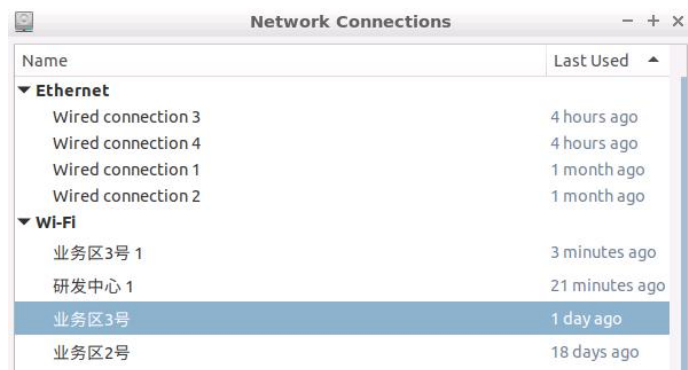 Network Connections
Name Last Used
Ethernet
Wired connection 3 4 hours ago
Wired connection 4 4 hours ago
Wired connection 1 1 month ago
Wired connection 2 1 month ago
Wi-Fi
业务区3号 1 3 minutes ago
研发中心 1 21 minutes ago
业务区3号 1 day ago
业务区2号 18 days ago